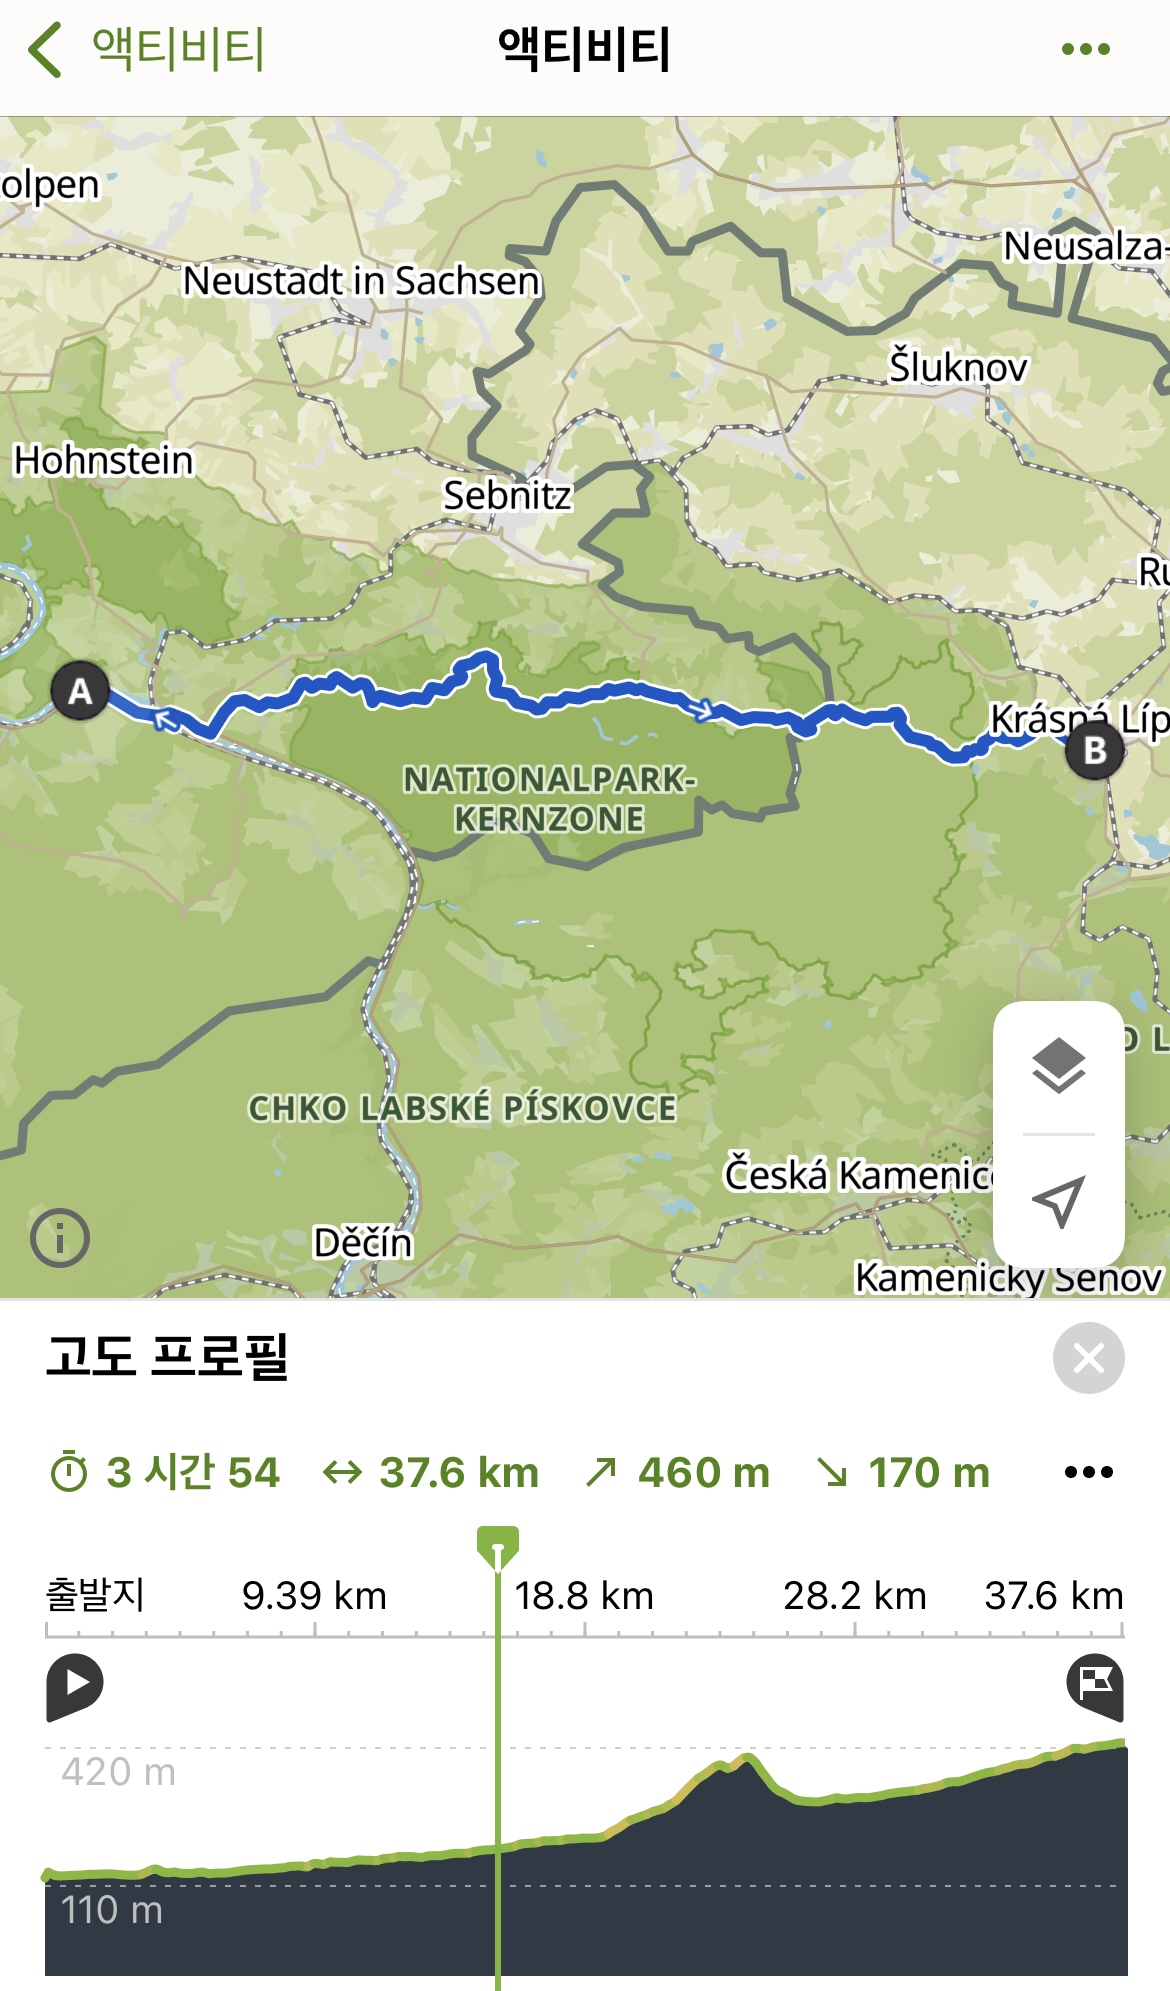 액티비티
액티비티
olpen
Neusalza-
Neustadt in Sachsen
Šluknov
Hohnstein
Sebnitz
Ru
A
Krásná Líp
B
NATIONALPARK-
KERNZONE
O L
CHKO LABSKÉ PÍSKOVCE
Česká Kamenic
Děčín
Kamenický Šenov
고도 프로필
3 시간 54 37.6 km 460 m 170 m
출발지 9.39 km 18.8 km 28.2 km 37.6 km
420 m
110 m